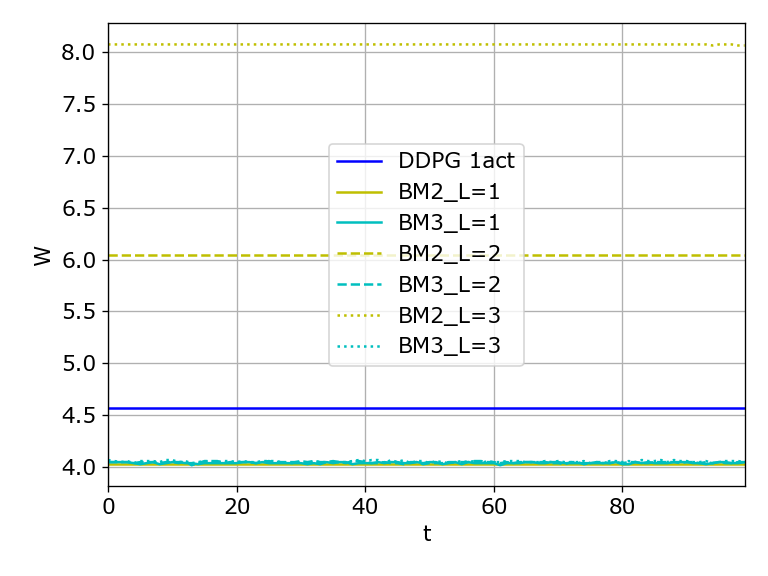 8.0
7.5
7.0
6.5
6.0
5.5
5.0
4.5
4.0
W
DDPG 1act
BM2_L=1
BM3_L=1
BM2_L=2
BM3_L=2
BM2_L=3
BM3_L=3
0 20 40 60 80
t